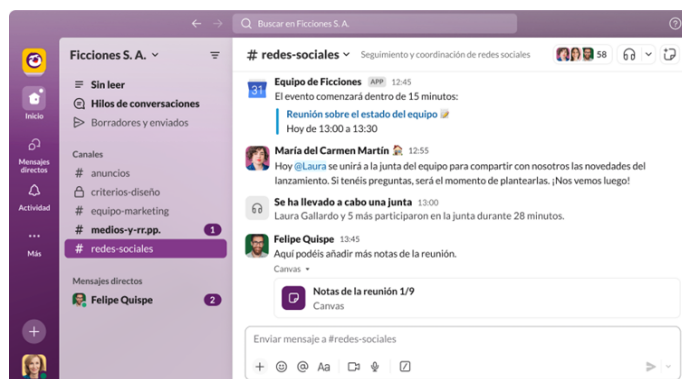 Buscar en Ficciones S. A.
Ficciones S. A.
Sin leer
Hilos de conversaciones
Borradores y enviados
Canales
# anuncios
criterios-diseño
# equipo-marketing
# medios-y-rr.pp. 1
# redes-sociales
Mensajes directos
Felipe Quispe 2
Inicio
Mensajes
directos
Actividad
Más
# redes-sociales Seguimiento y coordinación de redes sociales 58
Equipo de Ficciones APP 12:45
31
El evento comenzará dentro de 15 minutos:
Reunión sobre el estado del equipo
Hoy de 13:00 a 13:30
María del Carmen Martín 12:55
Hoy @Laura se unirá a la junta del equipo para compartir con nosotros las novedades del
lanzamiento. Si tenéis preguntas, será el momento de plantearlas. ¡Nos vemos luego!
Se ha llevado a cabo una junta 13:00
Laura Gallardo y 5 más participaron en la junta durante 28 minutos.
Felipe Quispe 13:45
Aquí podéis añadir más notas de la reunión.
Canvas
Notas de la reunión 1/9
Canvas
Enviar mensaje a #redes-sociales
+ @ Aa